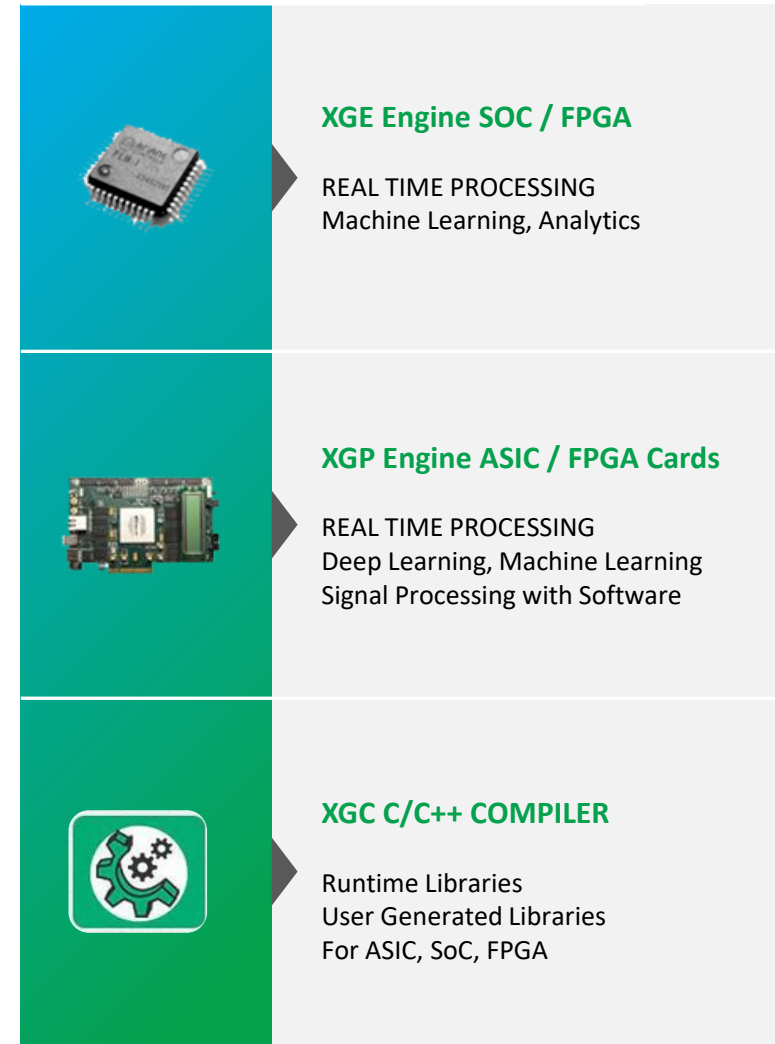 XGE Engine SOC / FPGA
REAL TIME PROCESSING
Machine Learning, Analytics
XGP Engine ASIC / FPGA Cards
REAL TIME PROCESSING
Deep Learning, Machine Learning
Signal Processing with Software
XGC C/C++ COMPILER
Runtime Libraries
User Generated Libraries
For ASIC, SoC, FPGA